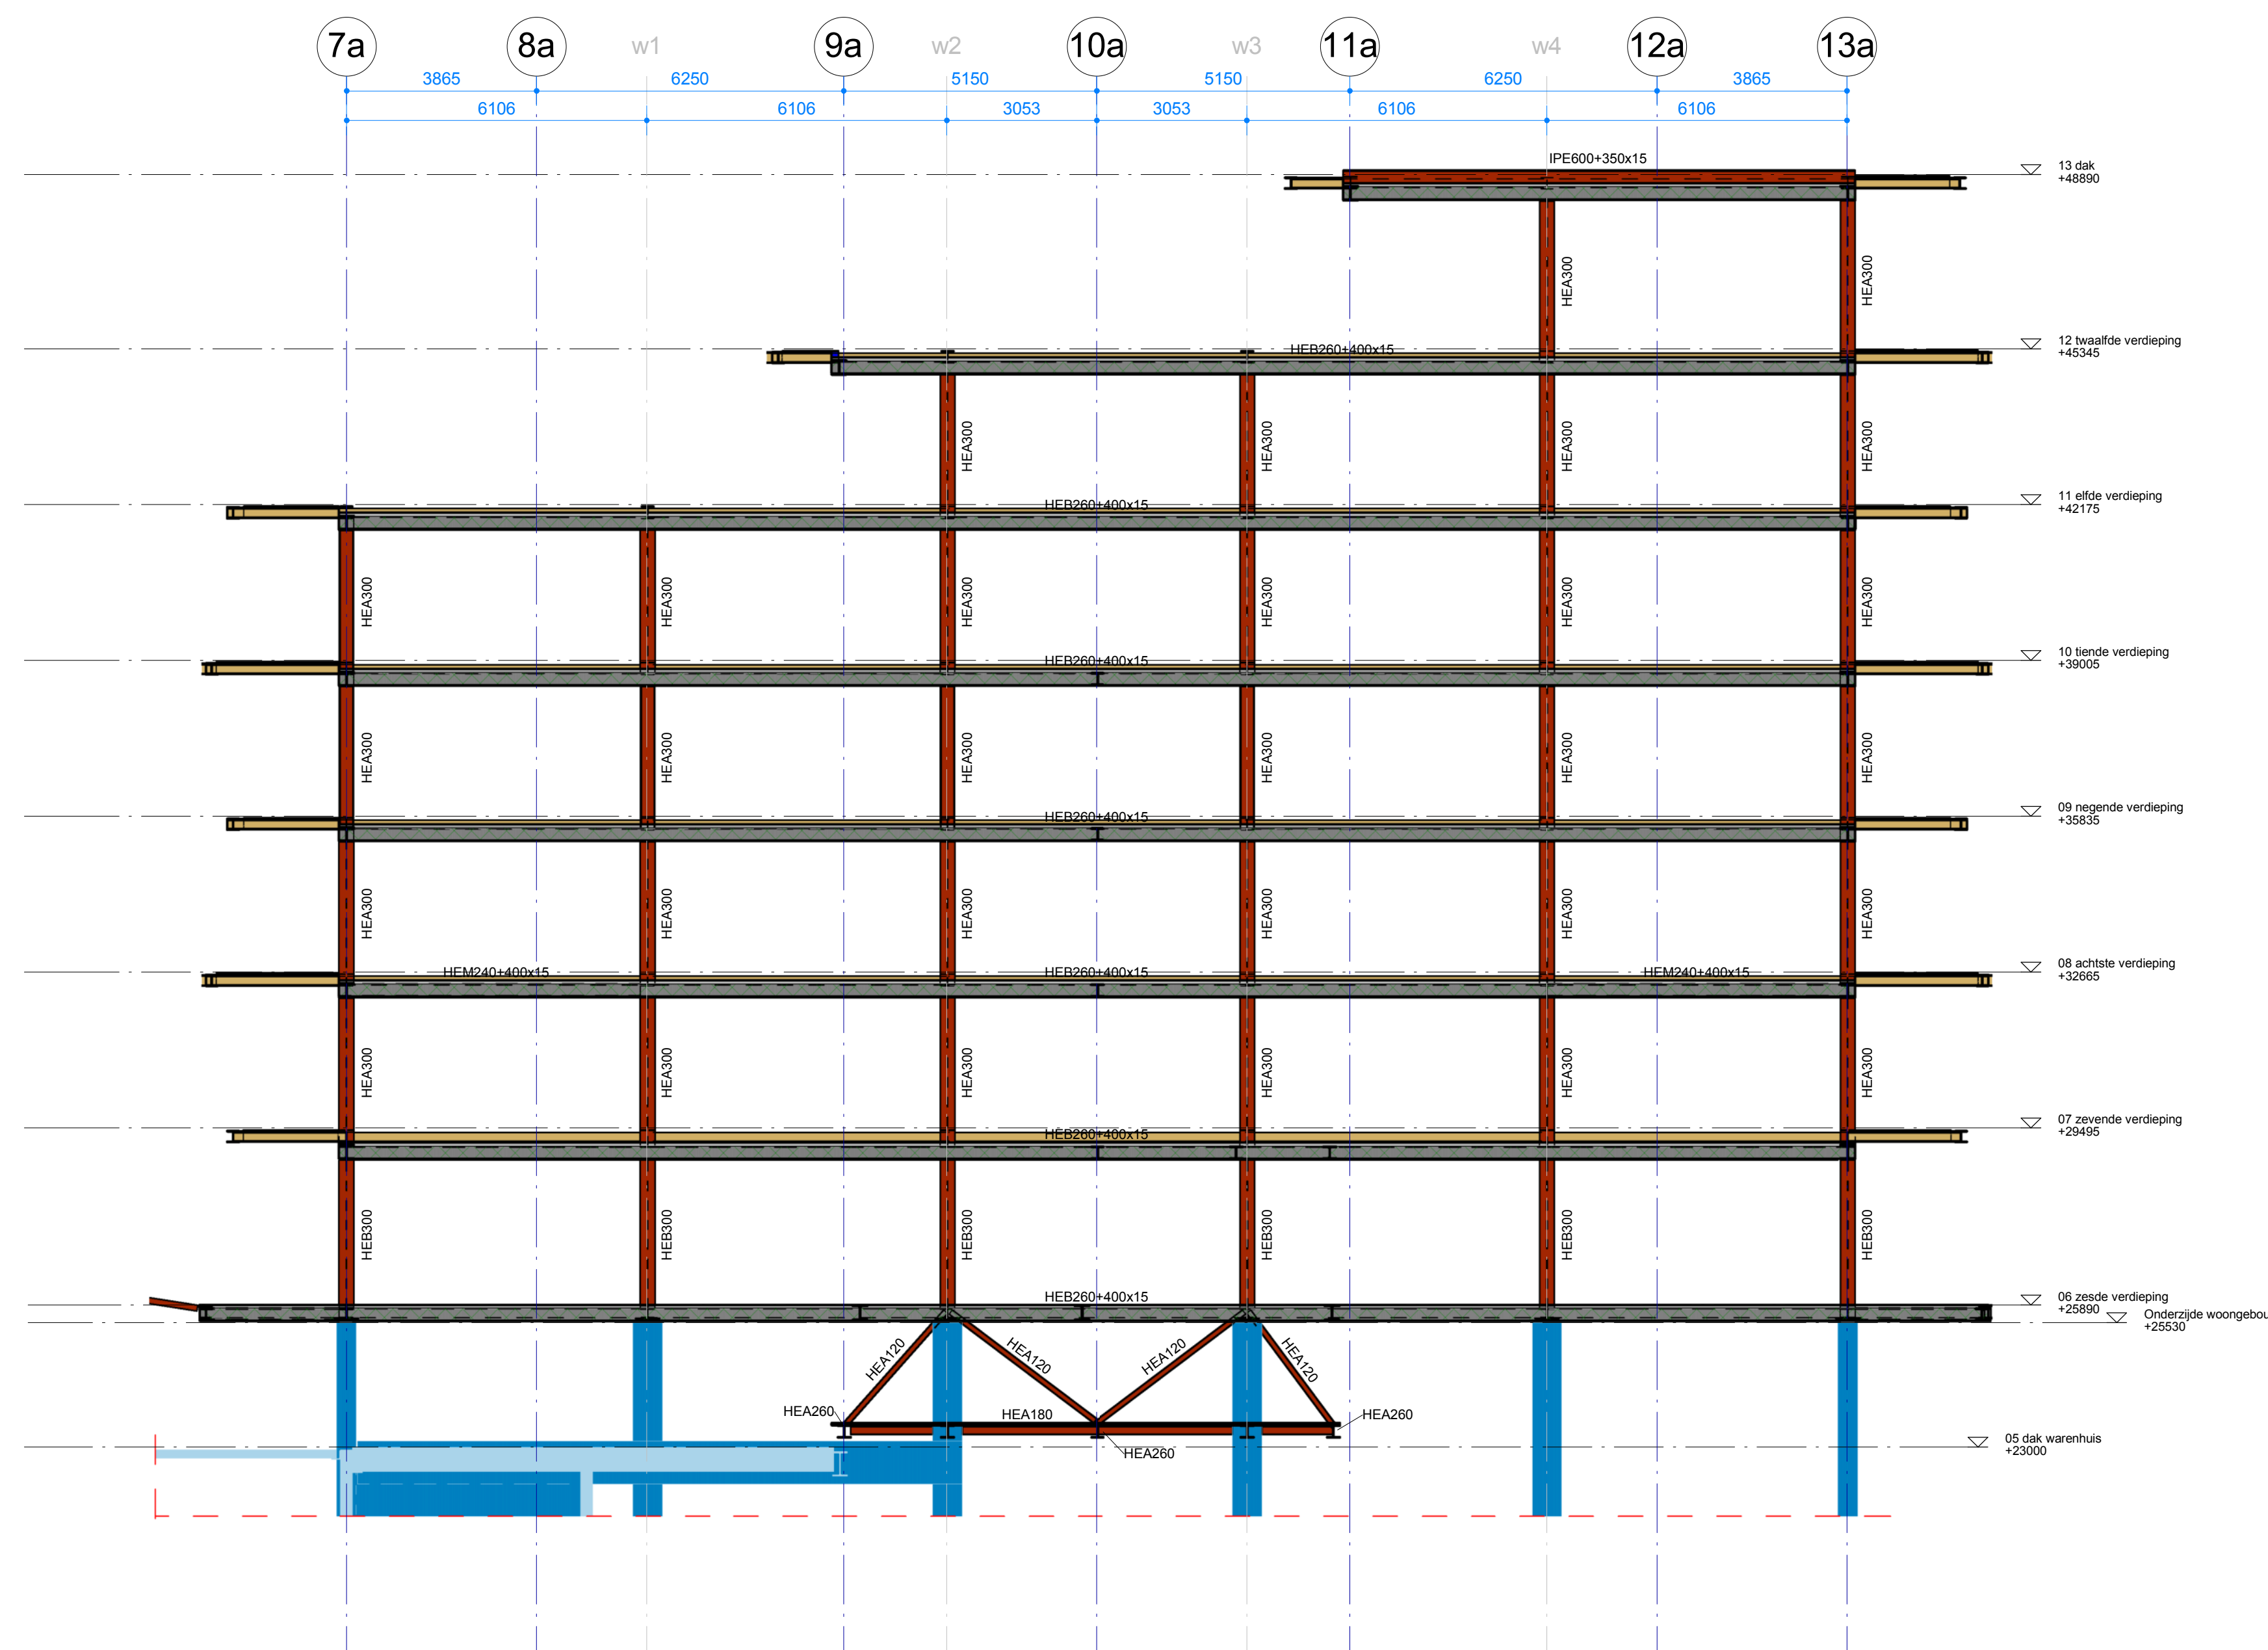 7a 8a w1 9a w2 10a w3 11a w4 12a 13a
3865 6250 5150 5150 6250 3865
6106 6106 3053 3053 6106 6106
IPE600+350x15
13 dak
+48890
HEA300 HEA300
12 twaalfde verdieping
+45345
HEB260+400x15
HEA300 HEA300 HEA300 HEA300
11 elfde verdieping
+42175
HEB260+400x15
HEA300 HEA300 HEA300 HEA300 HEA300 HEA300
10 tiende verdieping
+39005
HEB260+400x15
HEA300 HEA300 HEA300 HEA300 HEA300 HEA300
09 negende verdieping
+35835
HEB260+400x15
HEA300 HEA300 HEA300 HEA300 HEA300 HEA300
08 achtste verdieping
+32665
HEM240+400x15 HEB260+400x15 HEM240+400x15
HEA300 HEA300 HEA300 HEA300 HEA300 HEA300
07 zevende verdieping
+29495
HEB260+400x15
HEB300 HEB300 HEB300 HEB300 HEB300 HEB300
HEB260+400x15
06 zesde verdieping
+25890
Onderzijde woongebou
+25530
HEA120 HEA120 HEA120 HEA120
HEA260 HEA180 HEA260
HEA260
05 dak warenhuis
+23000